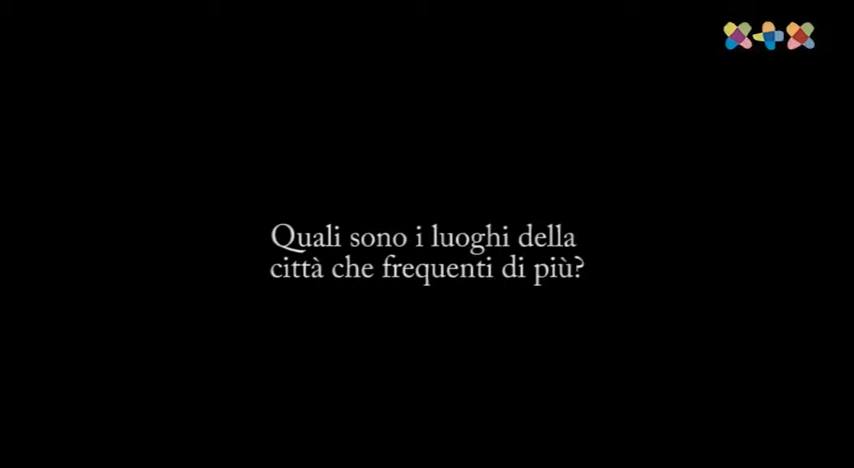 Quali sono i luoghi della
città che frequenti di più?